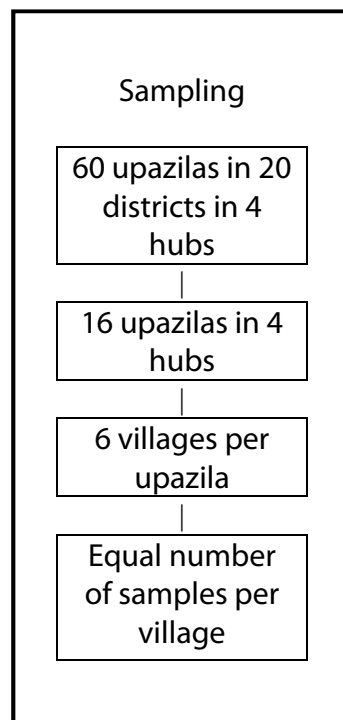 Sampling
60 upazilas in 20
districts in 4
hubs
16 upazilas in 4
hubs
6 villages per
upazila
Equal number
of samples per
village